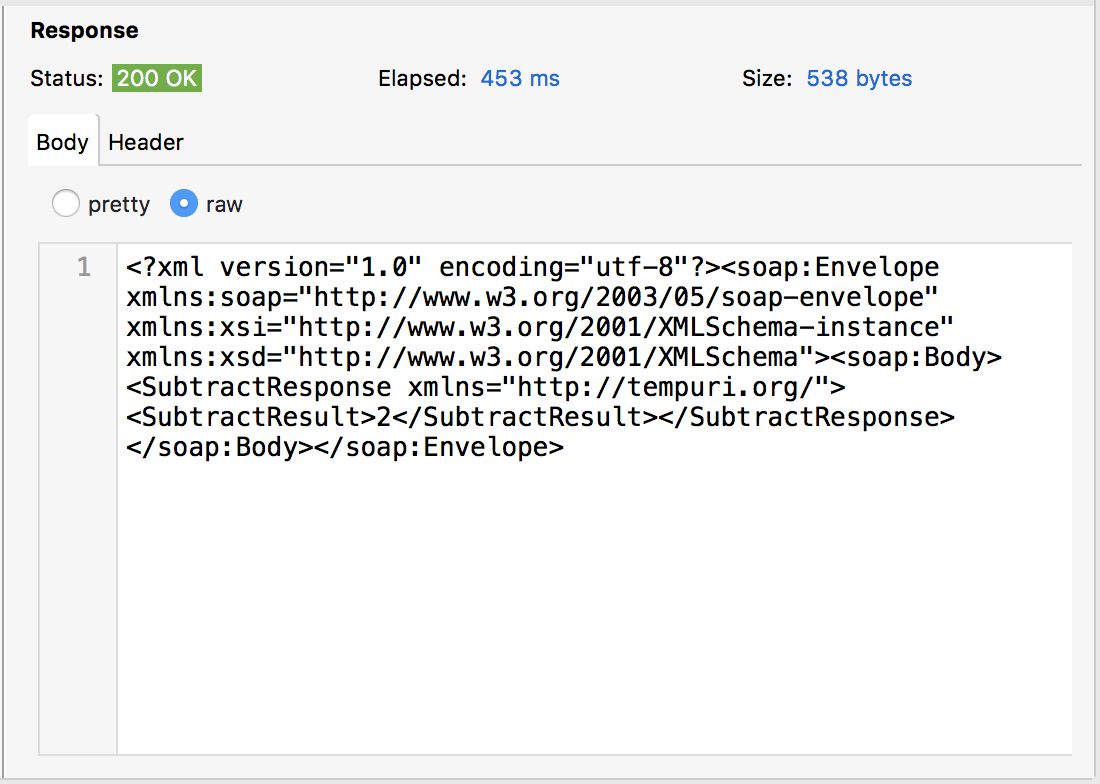 Response
Status: 200 OK Elapsed: 453 ms Size: 538 bytes
Body Header
pretty raw
1 <?xml version="1.0" encoding="utf-8"?><soap:Envelope
xmlns:soap="http://www.w3.org/2003/05/soap-envelope"
xmlns:xsi="http://www.w3.org/2001/XMLSchema-instance"
xmlns:xsd="http://www.w3.org/2001/XMLSchema"><soap:Body>
<SubtractResponse xmlns="http://tempuri.org/">
<SubtractResult>2</SubtractResult></SubtractResponse>
</soap:Body></soap:Envelope>